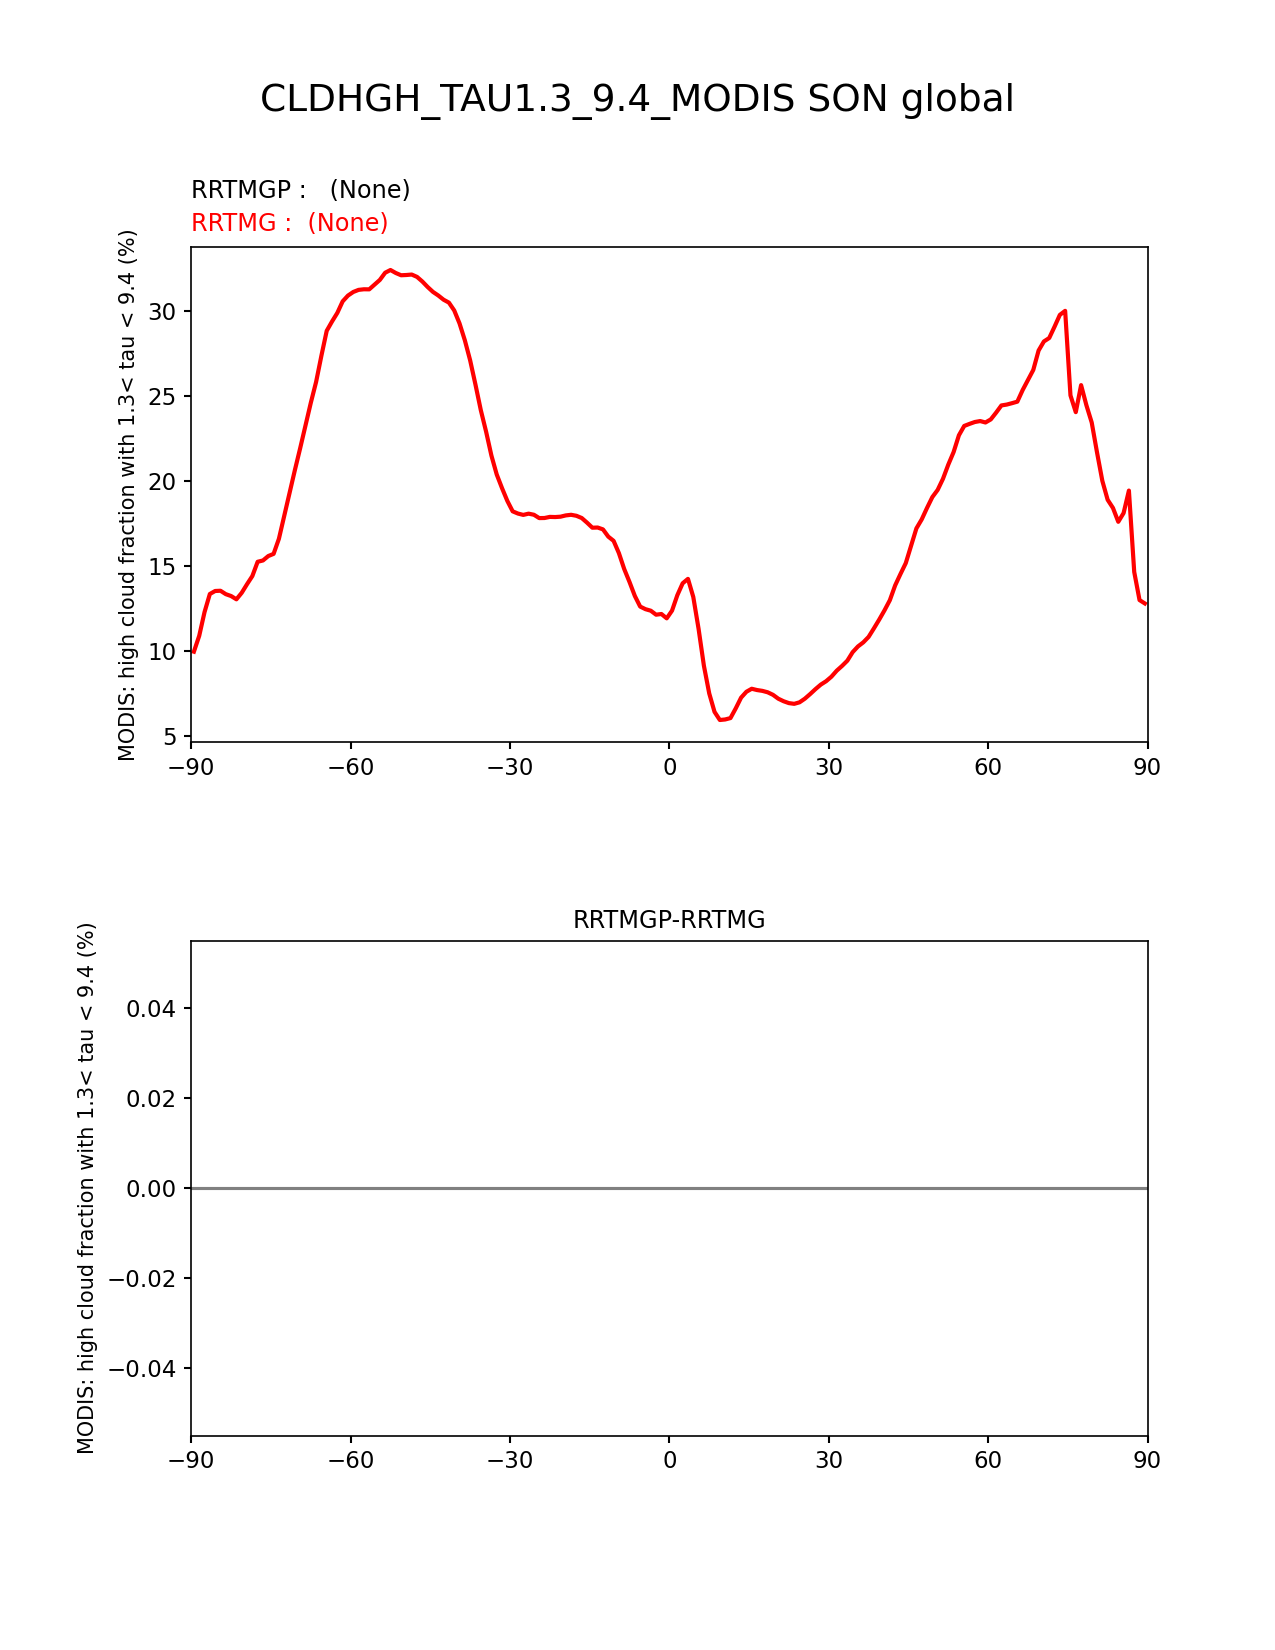 CLDHGH_TAU1.3_9.4_MODIS SON global
RRTMGP :   (None)
RRTMG :  (None)
MODIS: high cloud fraction with 1.3< tau < 9.4 (%)
30
25
20
15
10
5
−90 −60 −30 0 30 60 90
RRTMGP-RRTMG
MODIS: high cloud fraction with 1.3< tau < 9.4 (%)
0.04
0.02
0.00
−0.02
−0.04
−90 −60 −30 0 30 60 90